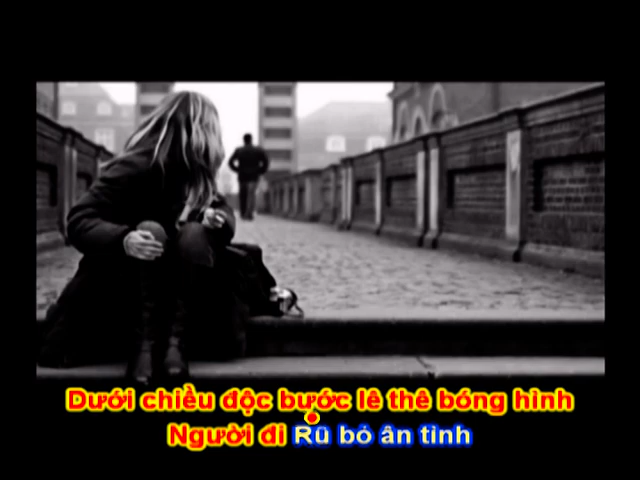 Dưới chiều độc bước lê thê bóng hình
Người đi Rũ bỏ ân tình